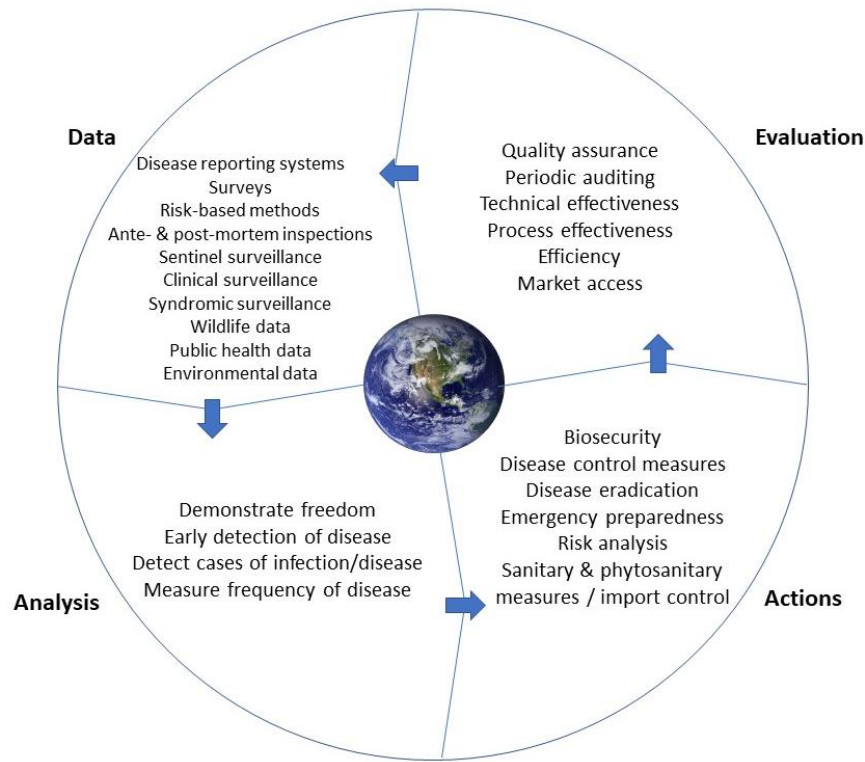 Data
Disease reporting systems
Surveys
Risk-based methods
Ante- & post-mortem inspections
Sentinel surveillance
Clinical surveillance
Syndromic surveillance
Wildlife data
Public health data
Environmental data
Evaluation
Quality assurance
Periodic auditing
Technical effectiveness
Process effectiveness
Efficiency
Market access
Analysis
Demonstrate freedom
Early detection of disease
Detect cases of infection/disease
Measure frequency of disease
Actions
Biosecurity
Disease control measures
Disease eradication
Emergency preparedness
Risk analysis
Sanitary & phytosanitary
measures / import control